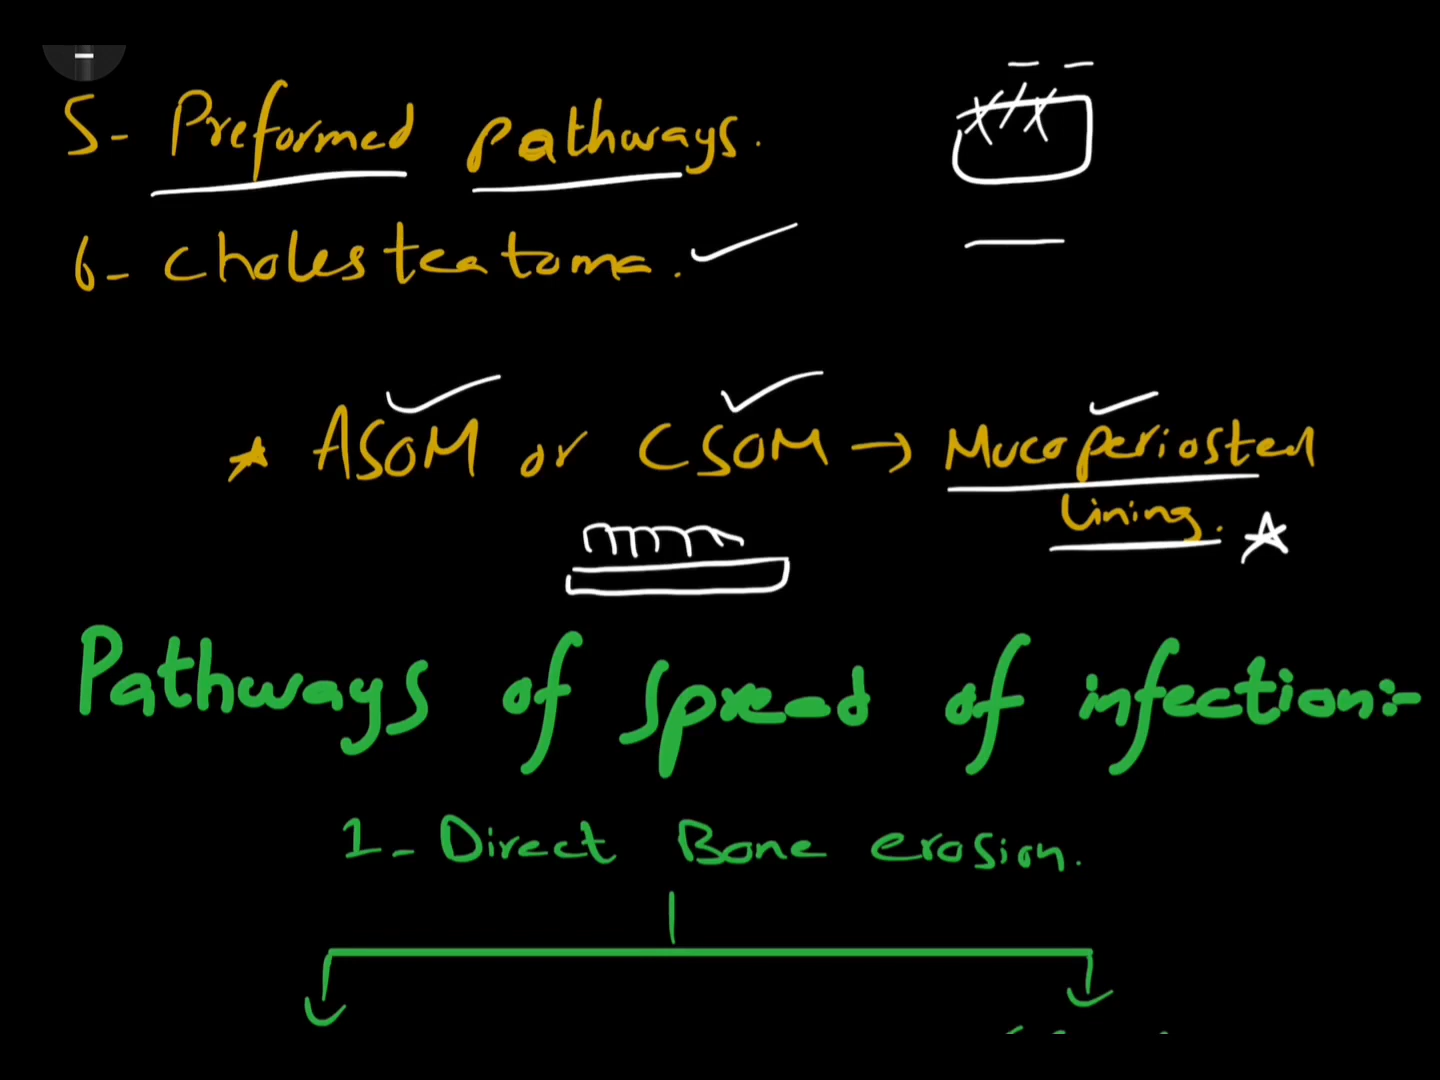 5- Preformed pathways.
6- Cholesteatoma.
* ASOM or CSOM → Mucoperiosteal
lining.
Pathways of spread of infection:-
1- Direct Bone erosion.